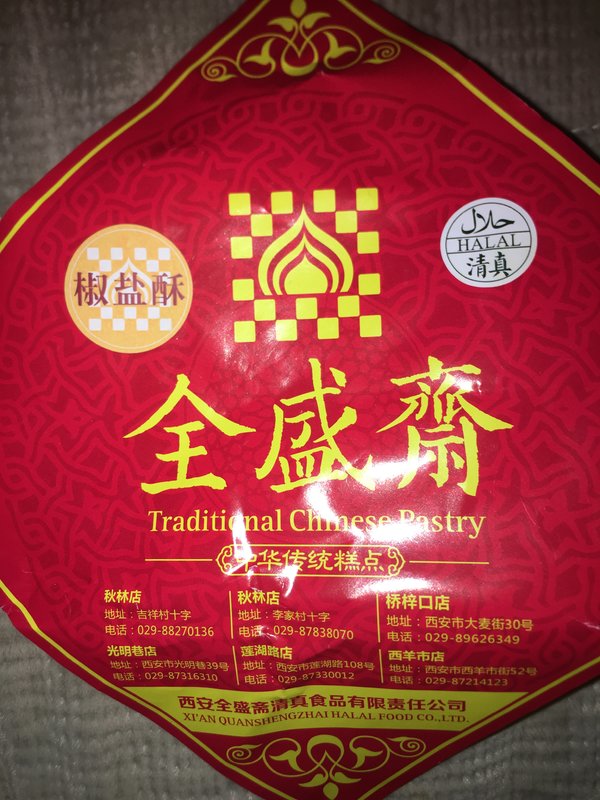 حلال
HALAL
清真
椒盐酥
全盛齋
Traditional Chinese Pastry
中华传统糕点
秋林店
地址：吉祥村十字
电话：029-88270136
秋林店
地址：李家村十字
电话：029-87838070
桥梓口店
地址：西安市大麦街30号
电话：029-89626349
光明巷店
地址：西安市光明巷39号
电话：029-87316310
莲湖路店
地址：西安市莲湖路108号
电话：029-87330012
西羊市店
地址：西安市西羊市街52号
电话：029-87214123
西安全盛斋清真食品有限责任公司
XI'AN QUANSHENGZHAI HALAL FOOD CO.,LTD.